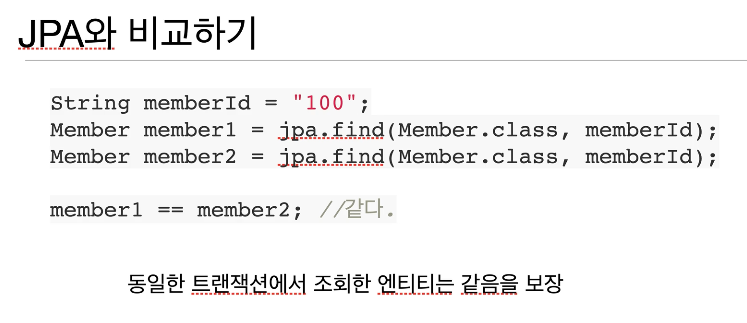 JPA와 비교하기
String memberId = "100";
Member member1 = jpa.find(Member.class, memberId);
Member member2 = jpa.find(Member.class, memberId);
member1 == member2; //같다.
동일한 트랜잭션에서 조회한 엔티티는 같음을 보장